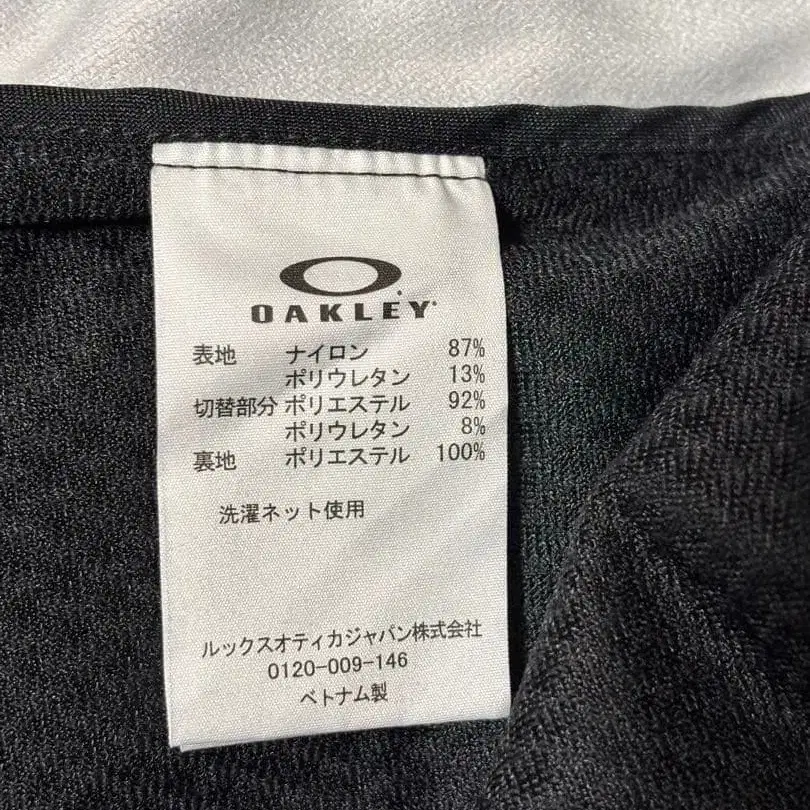 OAKLEY
表地 ナイロン 87%
ポリウレタン 13%
切替部分 ポリエステル 92%
ポリウレタン 8%
裏地 ポリエステル 100%
洗濯ネット使用
ルックスオティカジャパン株式会社
0120-009-146
ベトナム製